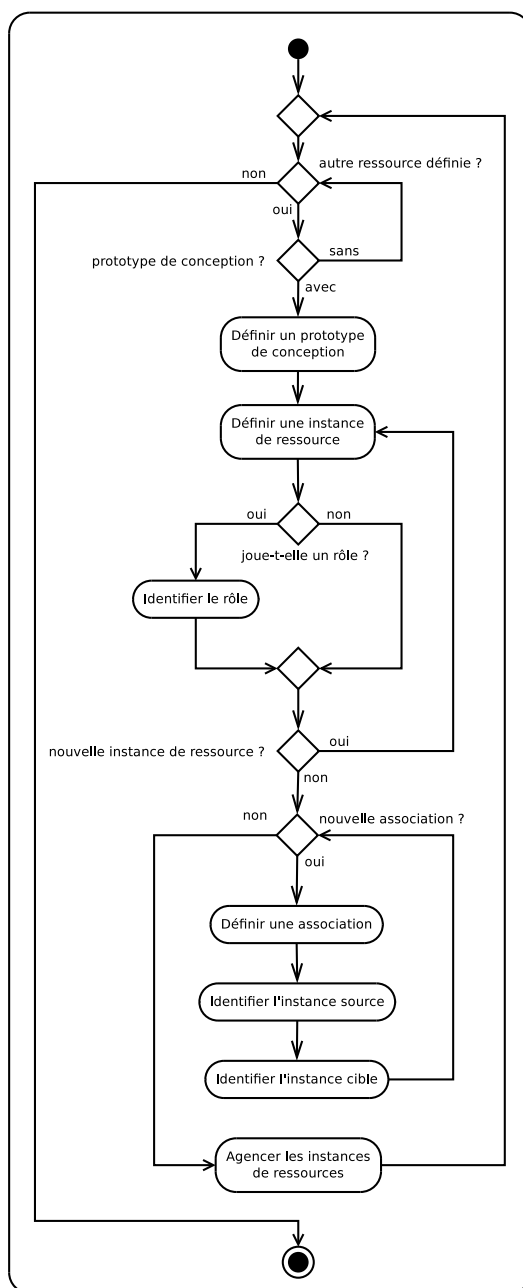 autre ressource définie ?
non
oui
prototype de conception ?
sans
avec
Définir un prototype
de conception
Définir une instance
de ressource
oui
non
joue-t-elle un rôle ?
Identifier le rôle
nouvelle instance de ressource ?
oui
non
non
nouvelle association ?
oui
Définir une association
Identifier l'instance source
Identifier l'instance cible
Agencer les instances
de ressources